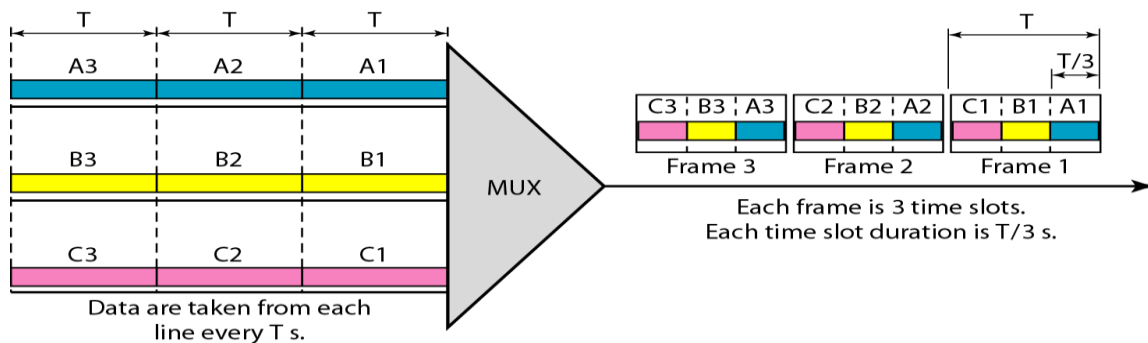 T T T
A3 A2 A1
B3 B2 B1
C3 C2 C1
Data are taken from each
line every T s.
MUX
T
T/3
C3 B3 A3 C2 B2 A2 C1 B1 A1
Frame 3 Frame 2 Frame 1
Each frame is 3 time slots.
Each time slot duration is T/3 s.